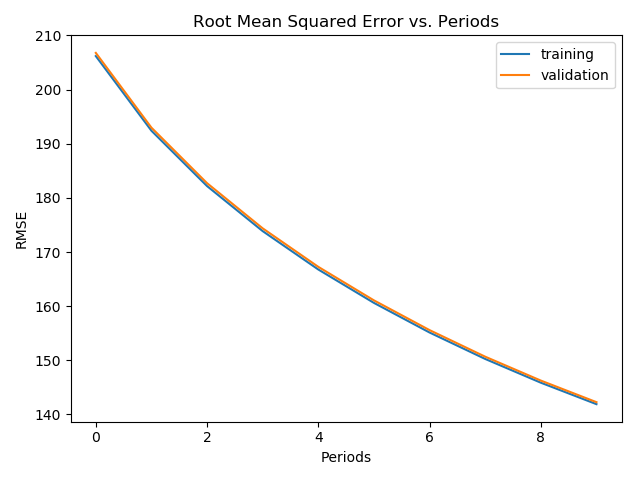 Root Mean Squared Error vs. Periods
training
validation
210
200
190
180
170
160
150
140
RMSE
0 2 4 6 8
Periods